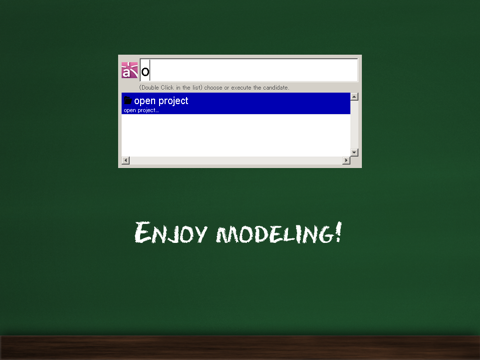 o
(Double Click in the list) choose or execute the candidate.
open project
open project...
ENJOY MODELING!